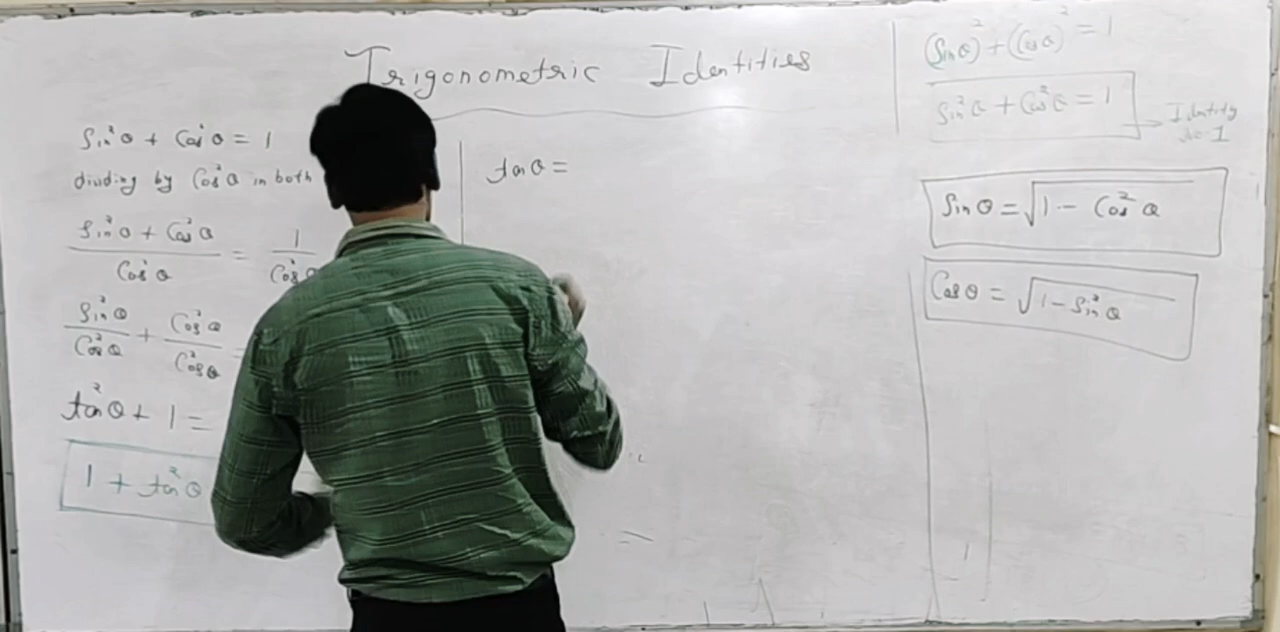 Trigonometric Identities
Sin²θ + Cos²θ = 1
dividing by Cos²θ in both
Sin²θ + Cos²θ / Cos²θ = 1 / Cos²θ
Sin²θ / Cos²θ + Cos²θ / Cos²θ =
tan²θ + 1 =
1 + tan²θ
tanθ =
(Sinθ)² + (Cosθ)² = 1
Sin²θ + Cos²θ = 1
Identity
No-1
Sinθ = √1 - Cos²θ
Cosθ = √1 - Sin²θ